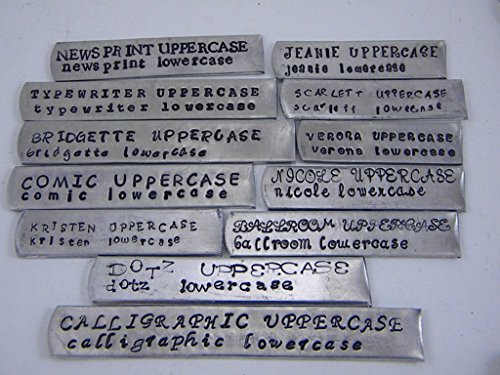 NEWSPRINT UPPERCASE
newsprint lowercase
JEANIE UPPERCASE
jeanie lowercase
TYPEWRITER UPPERCASE
typewriter lowercase
SCARLETT UPPERCASE
scarlett lowercase
BRIDGETTE UPPERCASE
bridgette lowercase
VERONA UPPERCASE
verona lowercase
COMIC UPPERCASE
comic lowercase
NICOLE UPPERCASE
nicole lowercase
KRISTEN UPPERCASE
kristen lowercase
BALLROOM UPPERCASE
ballroom lowercase
DOTZ UPPERCASE
dotz lowercase
CALLIGRAPHIC UPPERCASE
calligraphic lowercase